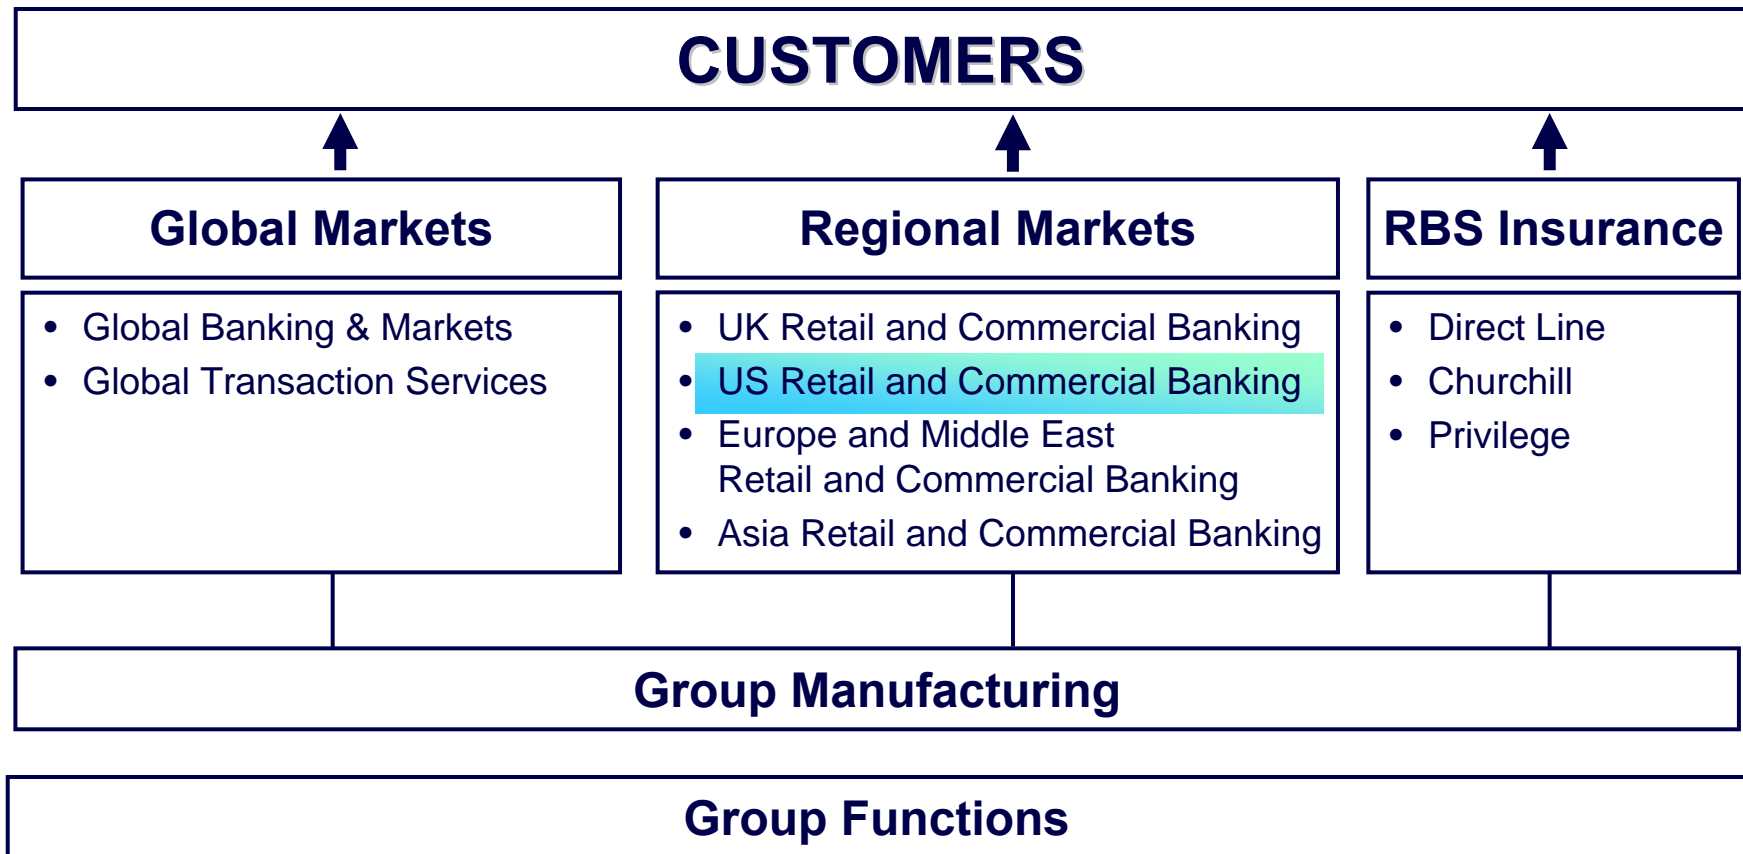 CUSTOMERS
Global Markets
Regional Markets
RBS Insurance
• Global Banking & Markets
• Global Transaction Services
• UK Retail and Commercial Banking
• US Retail and Commercial Banking
• Europe and Middle East
Retail and Commercial Banking
• Asia Retail and Commercial Banking
• Direct Line
• Churchill
• Privilege
Group Manufacturing
Group Functions